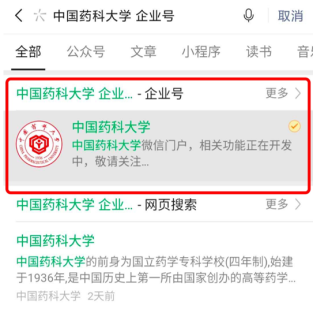 中国药科大学 企业号 取消
全部 公众号 文章 小程序 读书 音
中国药科大学 企业... - 企业号 更多
中国药科大学
中国药科大学微信门户，相关功能正在开发
中，敬请关注...
中国药科大学 企业... - 网页搜索 更多
中国药科大学
中国药科大学的前身为国立药学专科学校(四年制),始建
于1936年,是中国历史上第一所由国家创办的高等药学...
中国药科大学 2天前